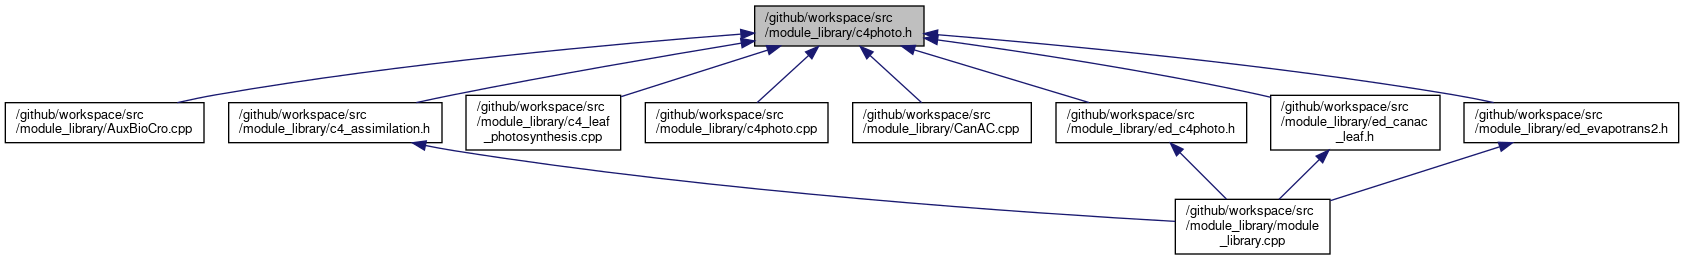 /github/workspace/src
/module_library/c4photo.h
/github/workspace/src
/module_library/AuxBioCro.cpp
/github/workspace/src
/module_library/c4_assimilation.h
/github/workspace/src
/module_library/c4_leaf
_photosynthesis.cpp
/github/workspace/src
/module_library/c4photo.cpp
/github/workspace/src
/module_library/CanAC.cpp
/github/workspace/src
/module_library/ed_c4photo.h
/github/workspace/src
/module_library/ed_canac
_leaf.h
/github/workspace/src
/module_library/ed_evapotrans2.h
/github/workspace/src
/module_library/module
_library.cpp